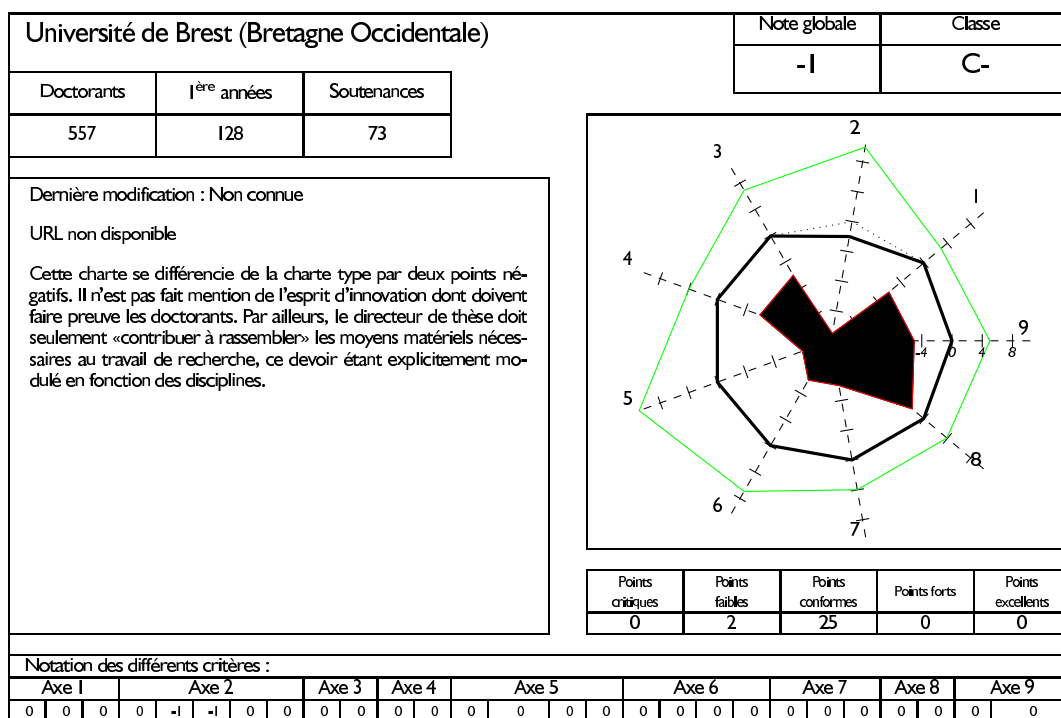 Université de Brest (Bretagne Occidentale)
Note globale Classe
-1 C-
Doctorants 1ère années Soutenances
557 128 73
Dernière modification : Non connue
URL non disponible
Cette charte se différencie de la charte type par deux points né-
gatifs. Il n'est pas fait mention de l'esprit d'innovation dont doivent
faire preuve les doctorants. Par ailleurs, le directeur de thèse doit
seulement «contribuer à rassembler» les moyens matériels néces-
saires au travail de recherche, ce devoir étant explicitement mo-
dulé en fonction des disciplines.
2
3
1
4
9
-4 0 4 8
5
8
6
7
Points critiques Points faibles Points conformes Points forts Points excellents
0 2 25 0 0
Notation des différents critères :
Axe 1 Axe 2 Axe 3 Axe 4 Axe 5 Axe 6 Axe 7 Axe 8 Axe 9
0 0 0 0 -1 -1 0 0 0 0 0 0 0 0 0 0 0 0 0 0 0 0 0 0 0 0 0